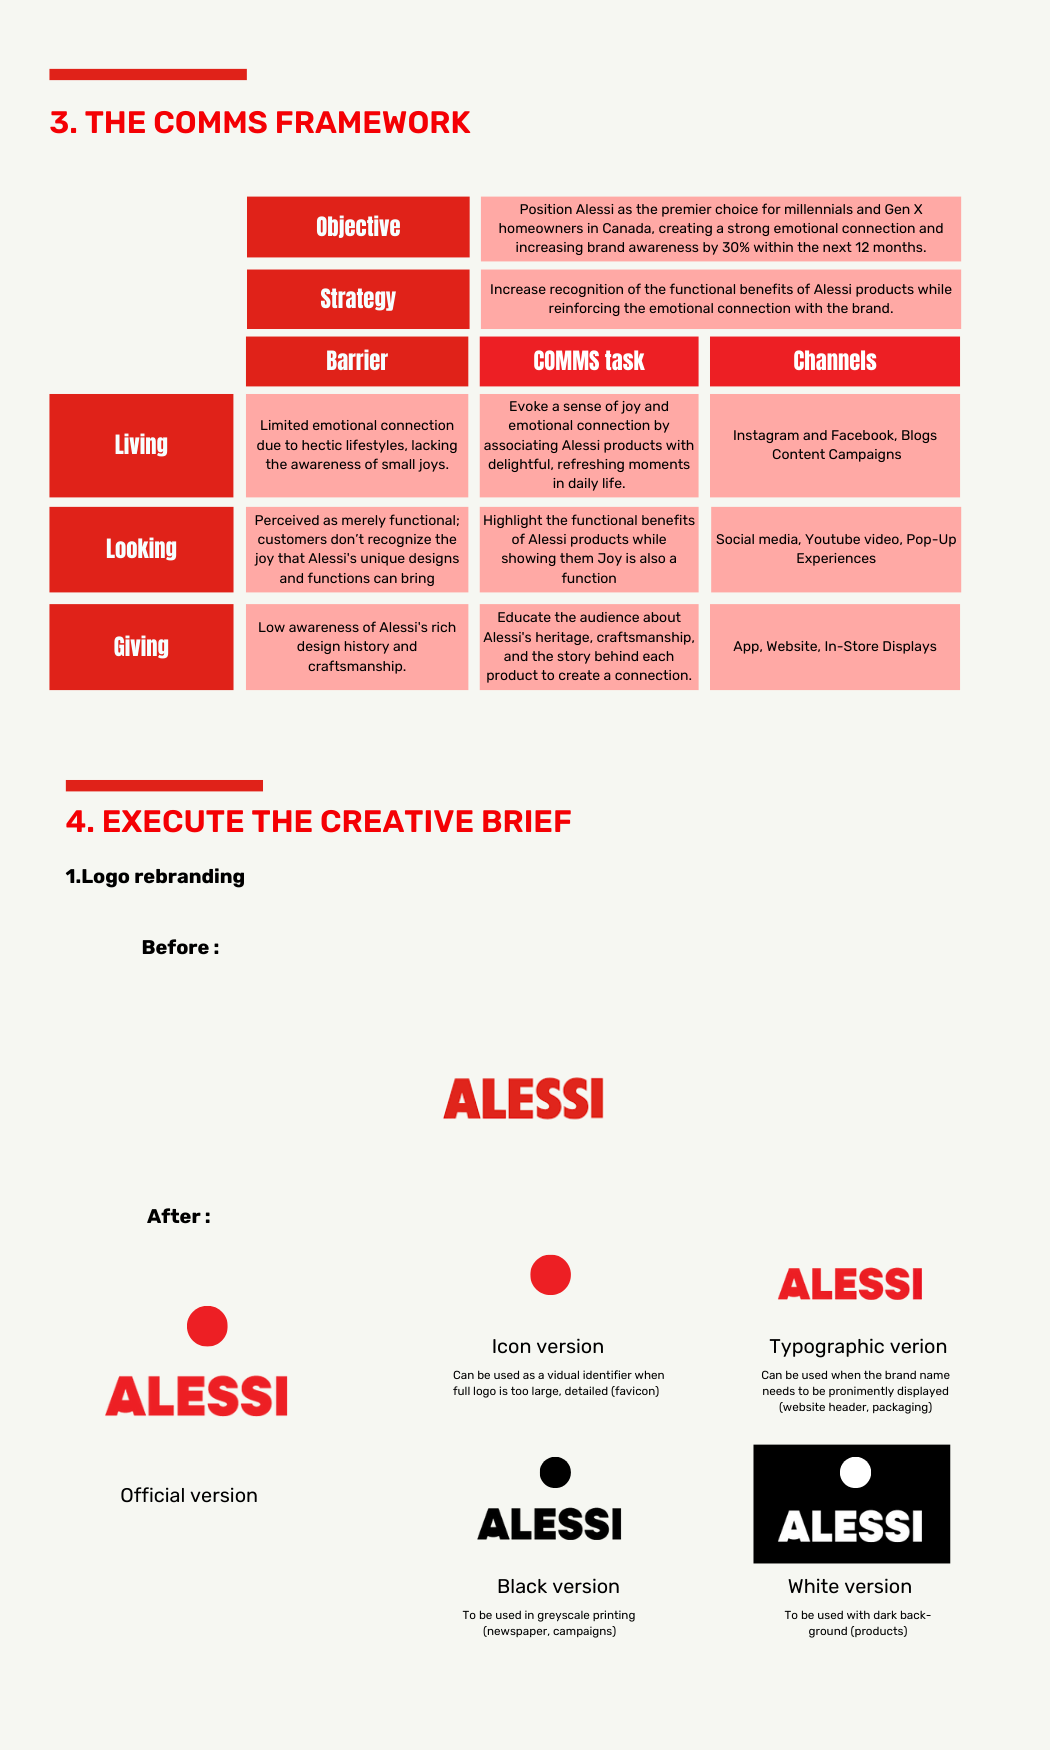 3. THE COMMS FRAMEWORK
Objective
Position Alessi as the premier choice for millennials and Gen X
homeowners in Canada, creating a strong emotional connection and
increasing brand awareness by 30% within the next 12 months.
Strategy
Increase recognition of the functional benefits of Alessi products while
reinforcing the emotional connection with the brand.
Barrier
COMMS task
Channels
Living
Limited emotional connection
due to hectic lifestyles, lacking
the awareness of small joys.
Evoke a sense of joy and
emotional connection by
associating Alessi products with
delightful, refreshing moments
in daily life.
Instagram and Facebook, Blogs
Content Campaigns
Looking
Perceived as merely functional;
customers don't recognize the
joy that Alessi's unique designs
and functions can bring
Highlight the functional benefits
of Alessi products while
showing them Joy is also a
function
Social media, Youtube video, Pop-Up
Experiences
Giving
Low awareness of Alessi's rich
design history and
craftsmanship.
Educate the audience about
Alessi's heritage, craftsmanship,
and the story behind each
product to create a connection.
App, Website, In-Store Displays
4. EXECUTE THE CREATIVE BRIEF
1.Logo rebranding
Before :
ALESSI
After :
ALESSI
Official version
Icon version
Can be used as a vidual identifier when
full logo is too large, detailed (favicon)
ALESSI
Typographic verion
Can be used when the brand name
needs to be pronimently displayed
(website header, packaging)
ALESSI
Black version
To be used in greyscale printing
(newspaper, campaigns)
ALESSI
White version
To be used with dark back-
ground (products)